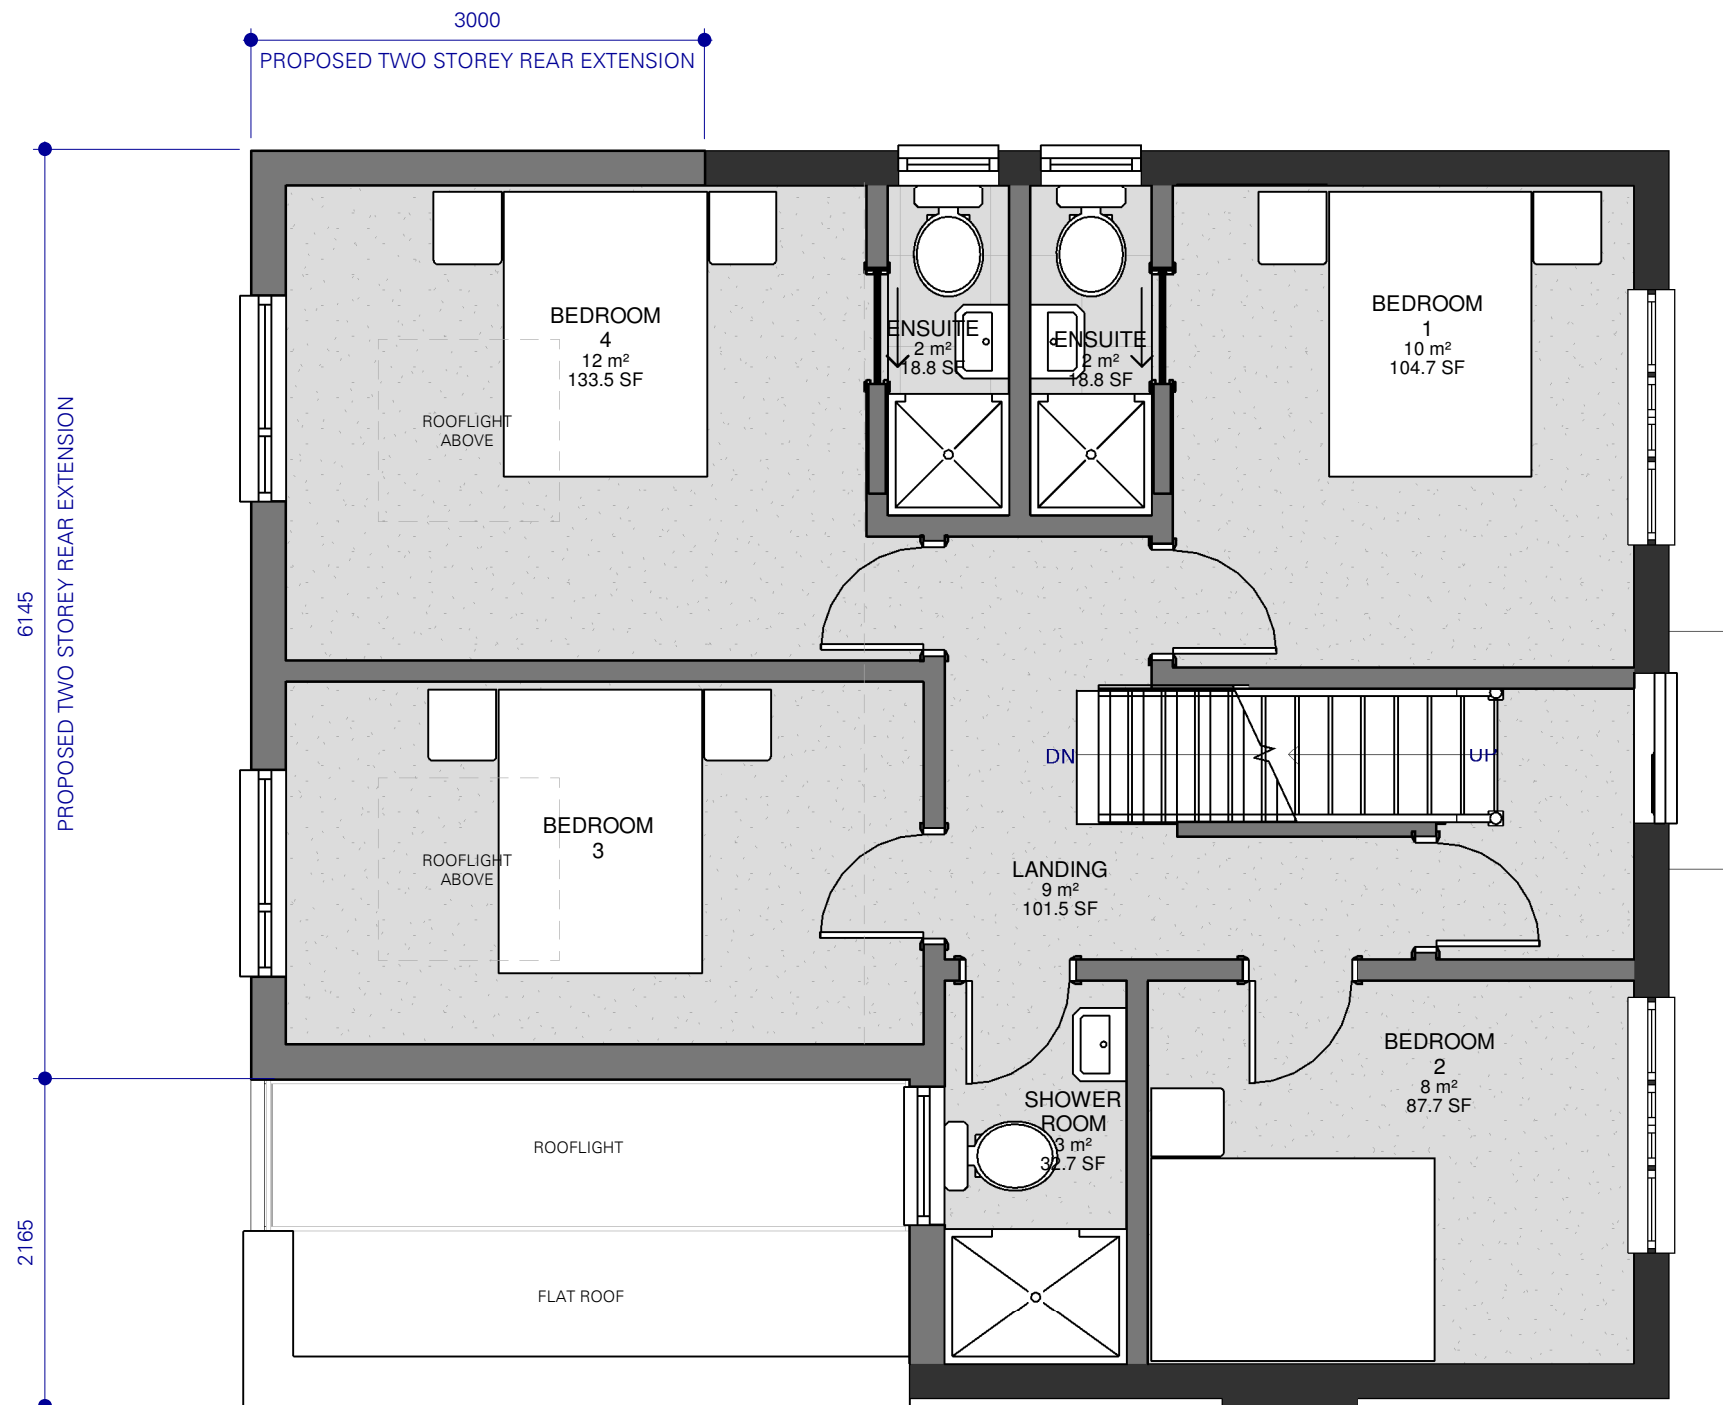 3000
PROPOSED TWO STOREY REAR EXTENSION
6145
PROPOSED TWO STOREY REAR EXTENSION
2165
BEDROOM
4
12 m²
133.5 SF
ROOFLIGHT
ABOVE
ENSUITE
2 m²
18.8 SF
ENSUITE
2 m²
18.8 SF
BEDROOM
1
10 m²
104.7 SF
BEDROOM
3
ROOFLIGHT
ABOVE
DN
UP
LANDING
9 m²
101.5 SF
SHOWER
ROOM
3 m²
32.7 SF
BEDROOM
2
8 m²
87.7 SF
ROOFLIGHT
FLAT ROOF